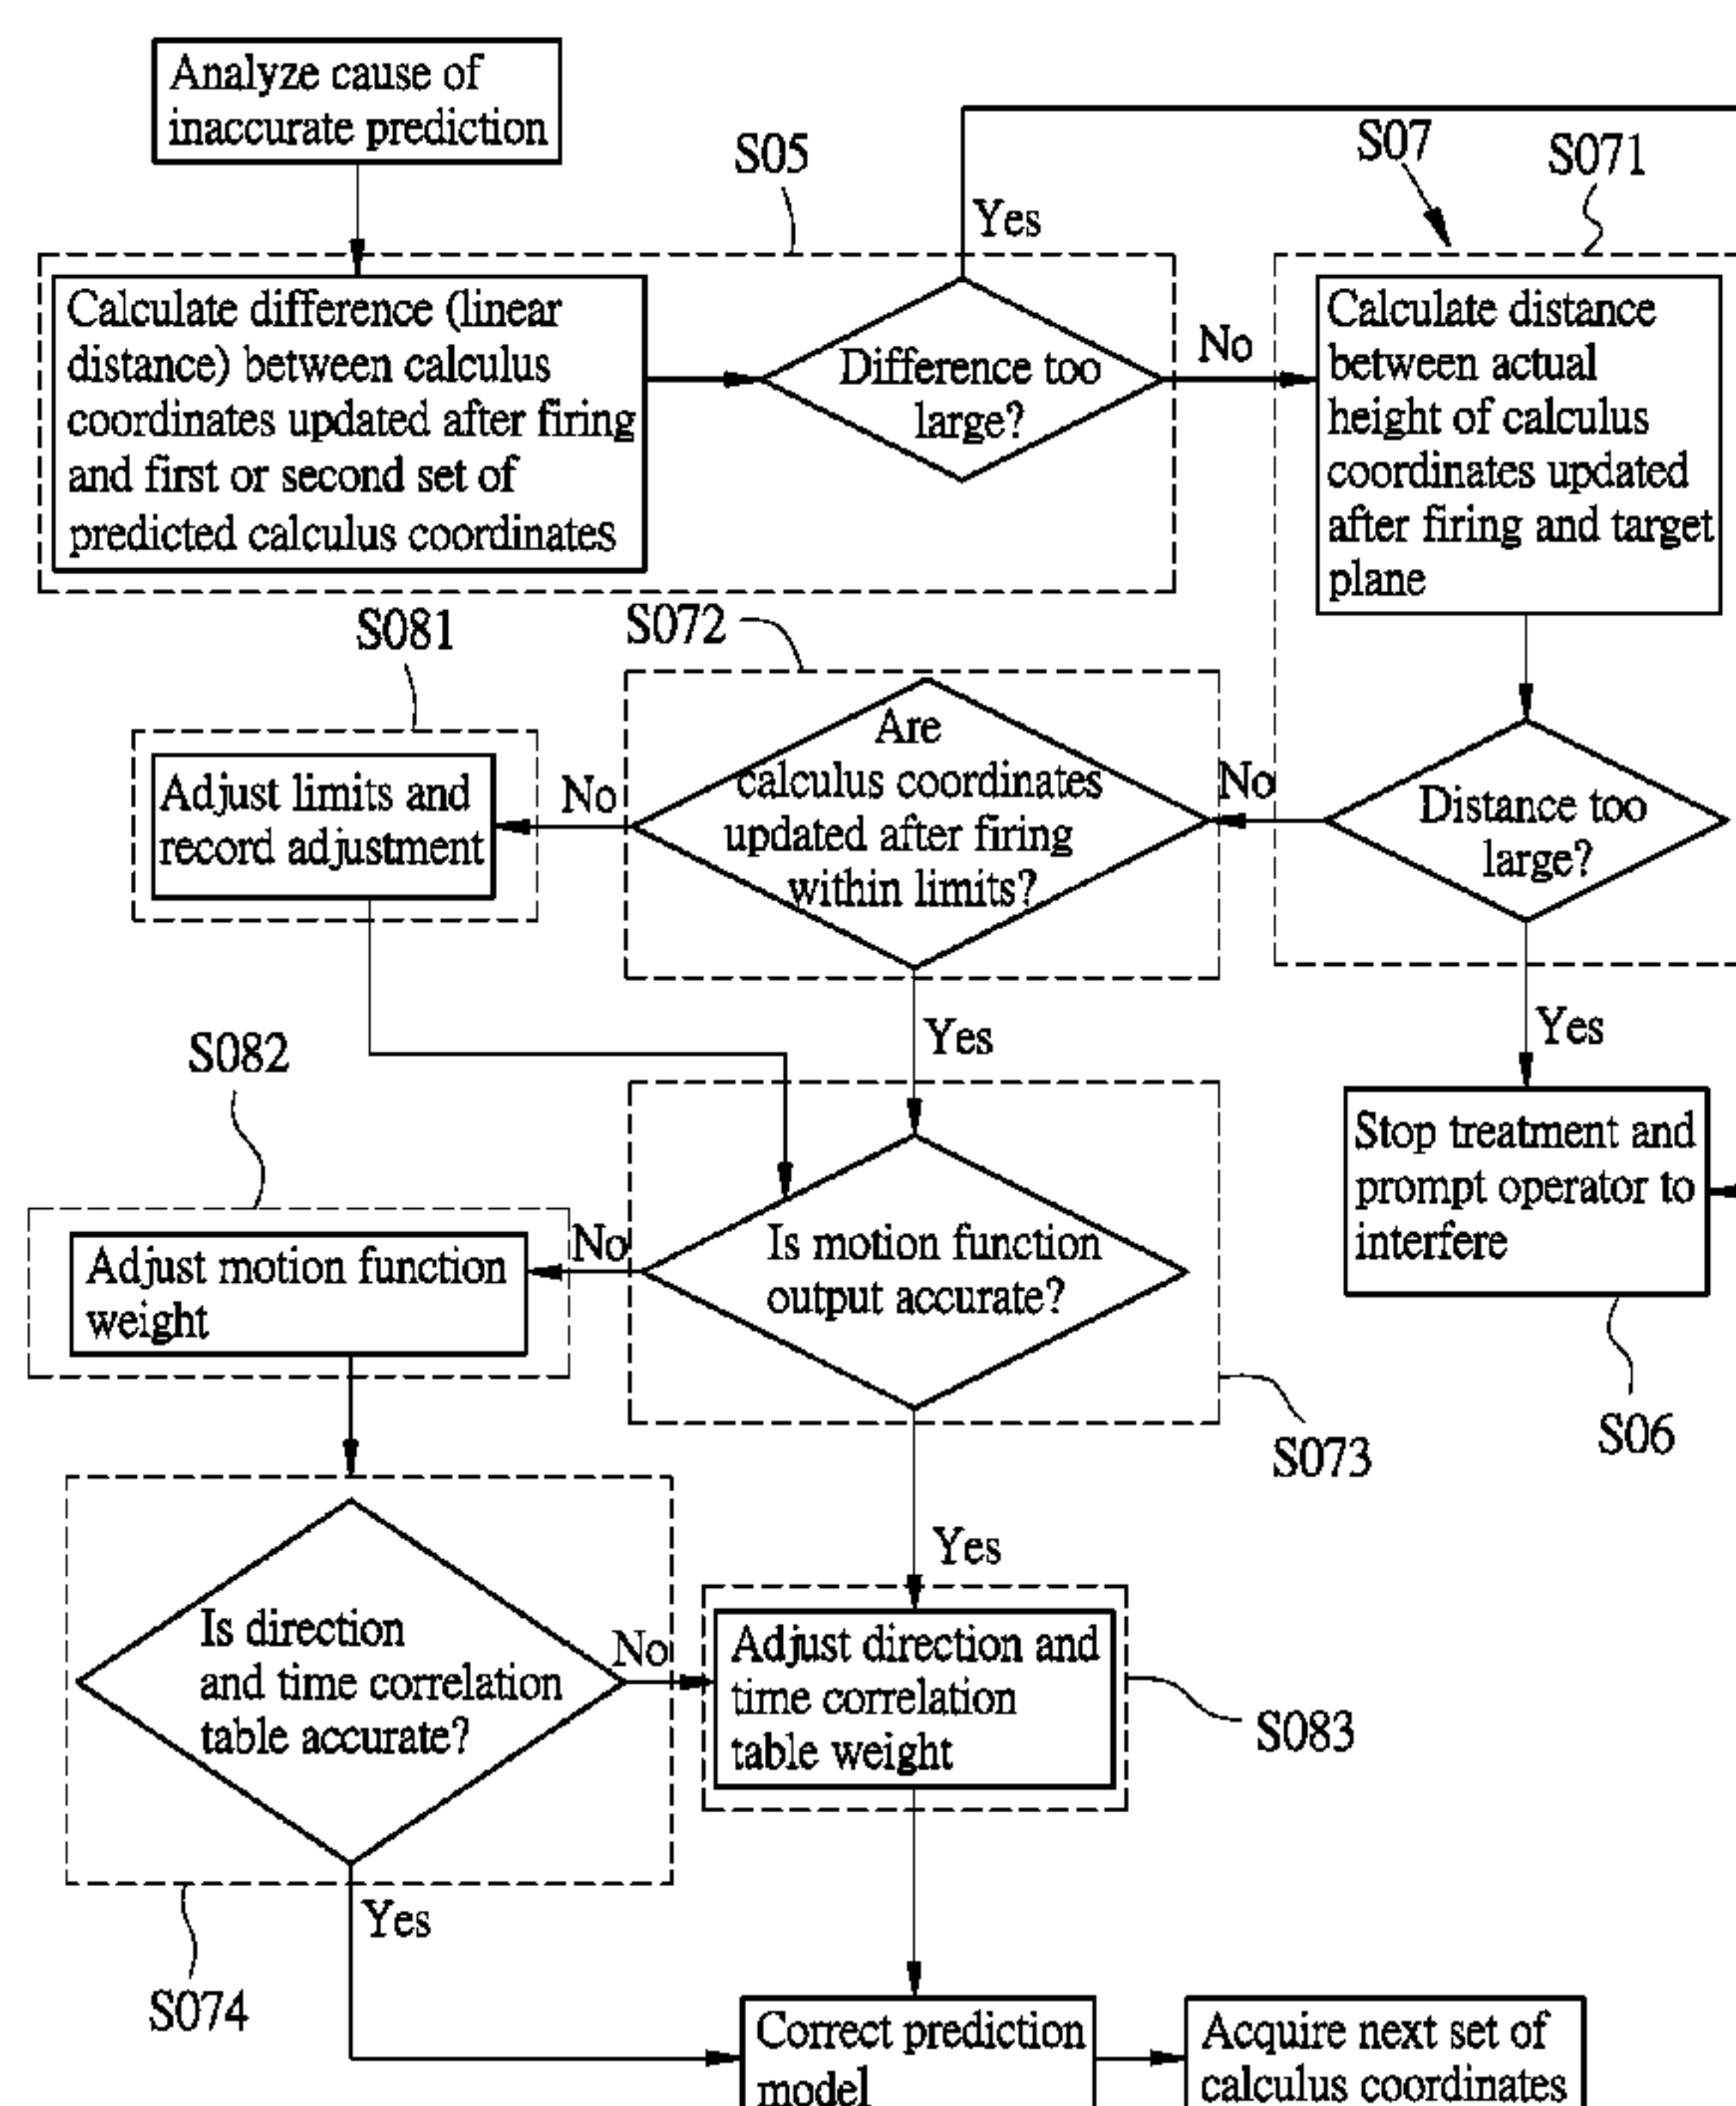 Analyze cause of
inaccurate prediction
S05
Yes
S07
S071
Calculate difference (linear
distance) between calculus
coordinates updated after firing
and first or second set of
predicted calculus coordinates
Difference too
large?
No
Calculate distance
between actual
height of calculus
coordinates updated
after firing and target
plane
S081
S072
Adjust limits and
record adjustment
No
Are
calculus coordinates
updated after firing
within limits?
No
Distance too
large?
Yes
Yes
S082
Adjust motion function
weight
No
Is motion function
output accurate?
Stop treatment and
prompt operator to
interfere
S073
S06
Yes
Is direction
and time correlation
table accurate?
No
Adjust direction and
time correlation
table weight
S083
Yes
S074
Correct prediction
model
Acquire next set of
calculus coordinates